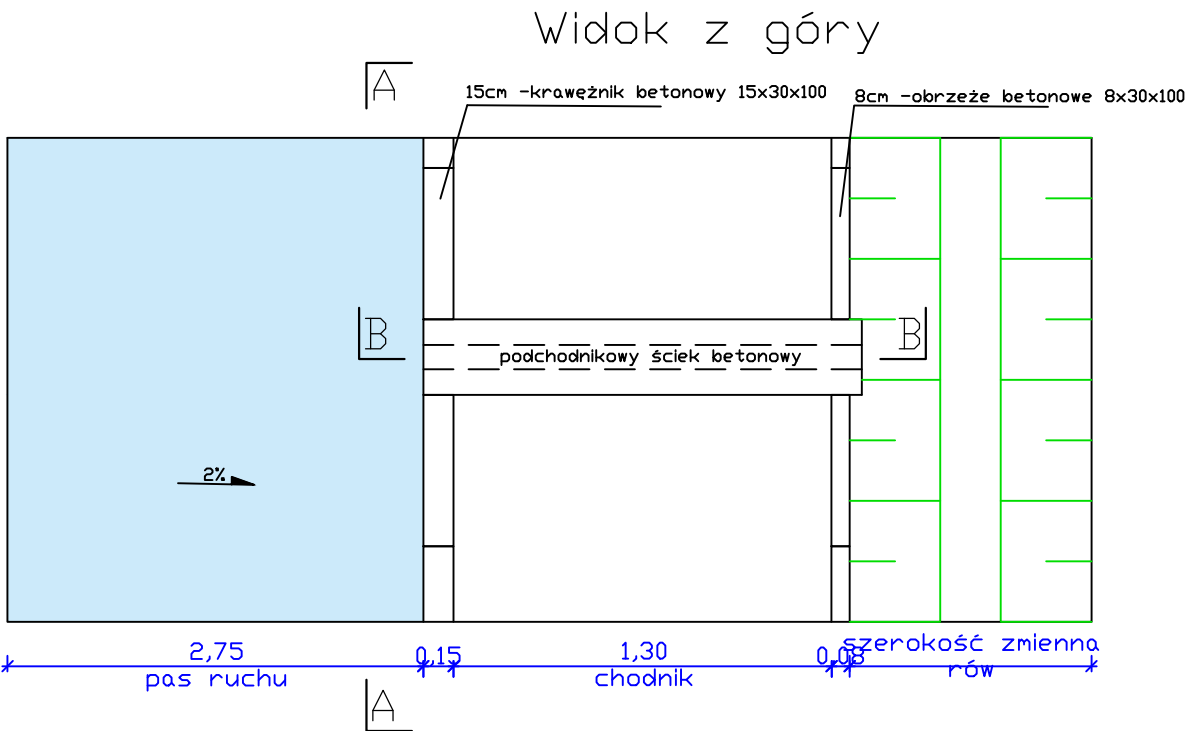 Widok z góry
A
15cm -krawężnik betonowy 15x30x100
8cm -obrzeże betonowe 8x30x100
B
podchodnikowy ściek betonowy
B
2%
2,75
0,15
1,30
0,08
szerokość zmienna
pas ruchu
chodnik
rów
A